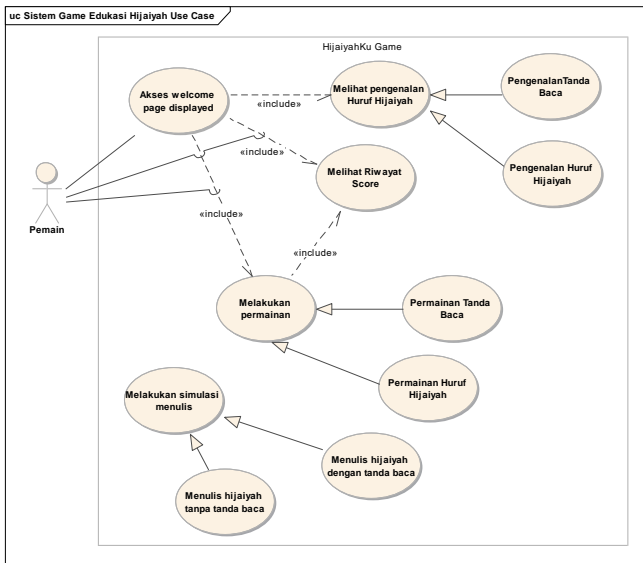 uc Sistem Game Edukasi Hijaiyah Use Case
HijaiyahKu Game
Akses welcome
page displayed
Melihat pengenalan
Huruf Hijaiyah
PengenalanTanda
Baca
«include»
«include»
Pengenalan Huruf
Hijaiyah
Melihat Riwayat
Score
Pemain
«include»
«include»
Melakukan
permainan
Permainan Tanda
Baca
Permainan Huruf
Hijaiyah
Melakukan simulasi
menulis
Menulis hijaiyah
dengan tanda baca
Menulis hijaiyah
tanpa tanda baca